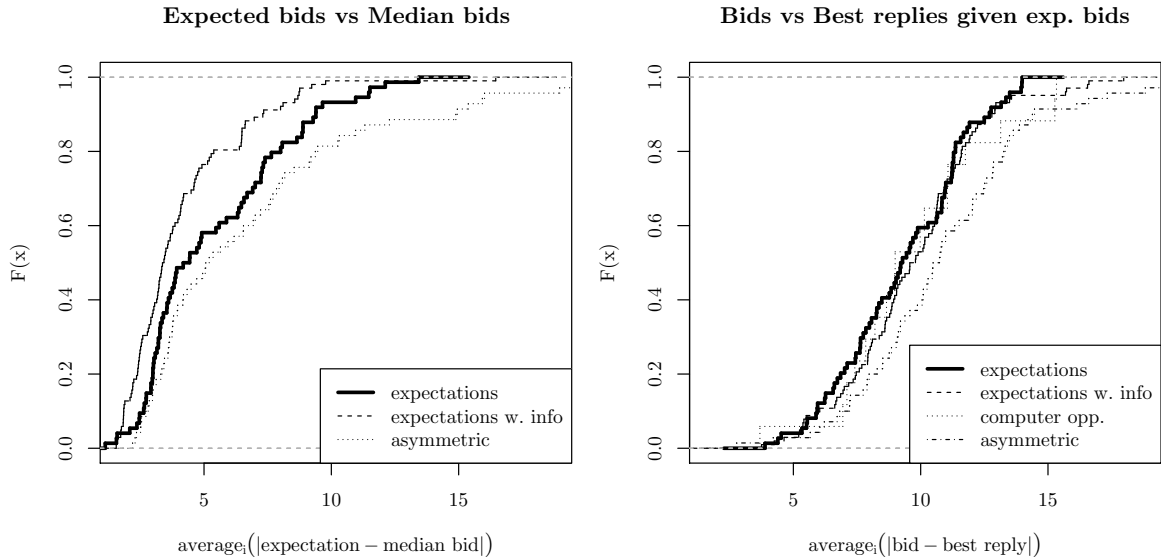 Expected bids vs Median bids
F(x)
1.0
0.8
0.6
0.4
0.2
0.0
expectations
expectations w. info
asymmetric
5 10 15
averageᵢ(|expectation − median bid|)
Bids vs Best replies given exp. bids
F(x)
1.0
0.8
0.6
0.4
0.2
0.0
expectations
expectations w. info
computer opp.
asymmetric
5 10 15
averageᵢ(|bid − best reply|)